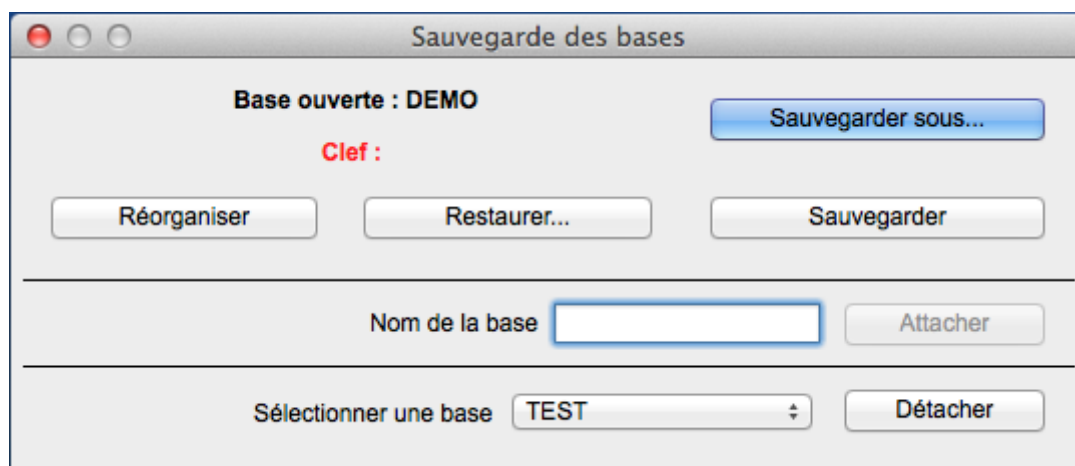 Sauvegarde des bases
Base ouverte : DEMO
Sauvegarder sous...
Clef :
Réorganiser
Restaurer...
Sauvegarder
Nom de la base
Attacher
Sélectionner une base
TEST
Détacher